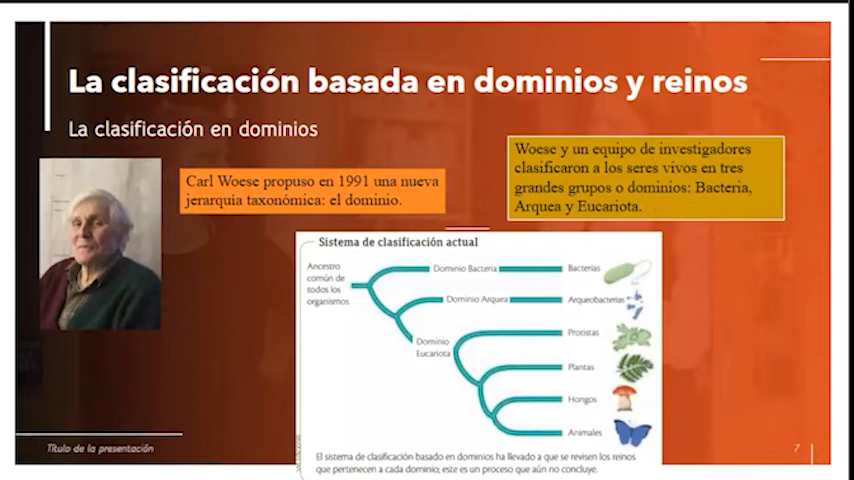 La clasificación basada en dominios y reinos
La clasificación en dominios
Carl Woese propuso en 1991 una nueva
jerarquía taxonómica: el dominio.
Woese y un equipo de investigadores
clasificaron a los seres vivos en tres
grandes grupos o dominios: Bacteria,
Arquea y Eucariota.
Sistema de clasificación actual
Ancestro
común de
todos los
organismos
Dominio Bacteria
Bacterias
Dominio Arquea
Arqueobacterias
Dominio
Eucariota
Protistas
Plantas
Hongos
Animales
El sistema de clasificación basado en dominios ha llevado a que se revisen los reinos
que pertenecen a cada dominio; este es un proceso que aún no concluye.
Título de la presentación
7